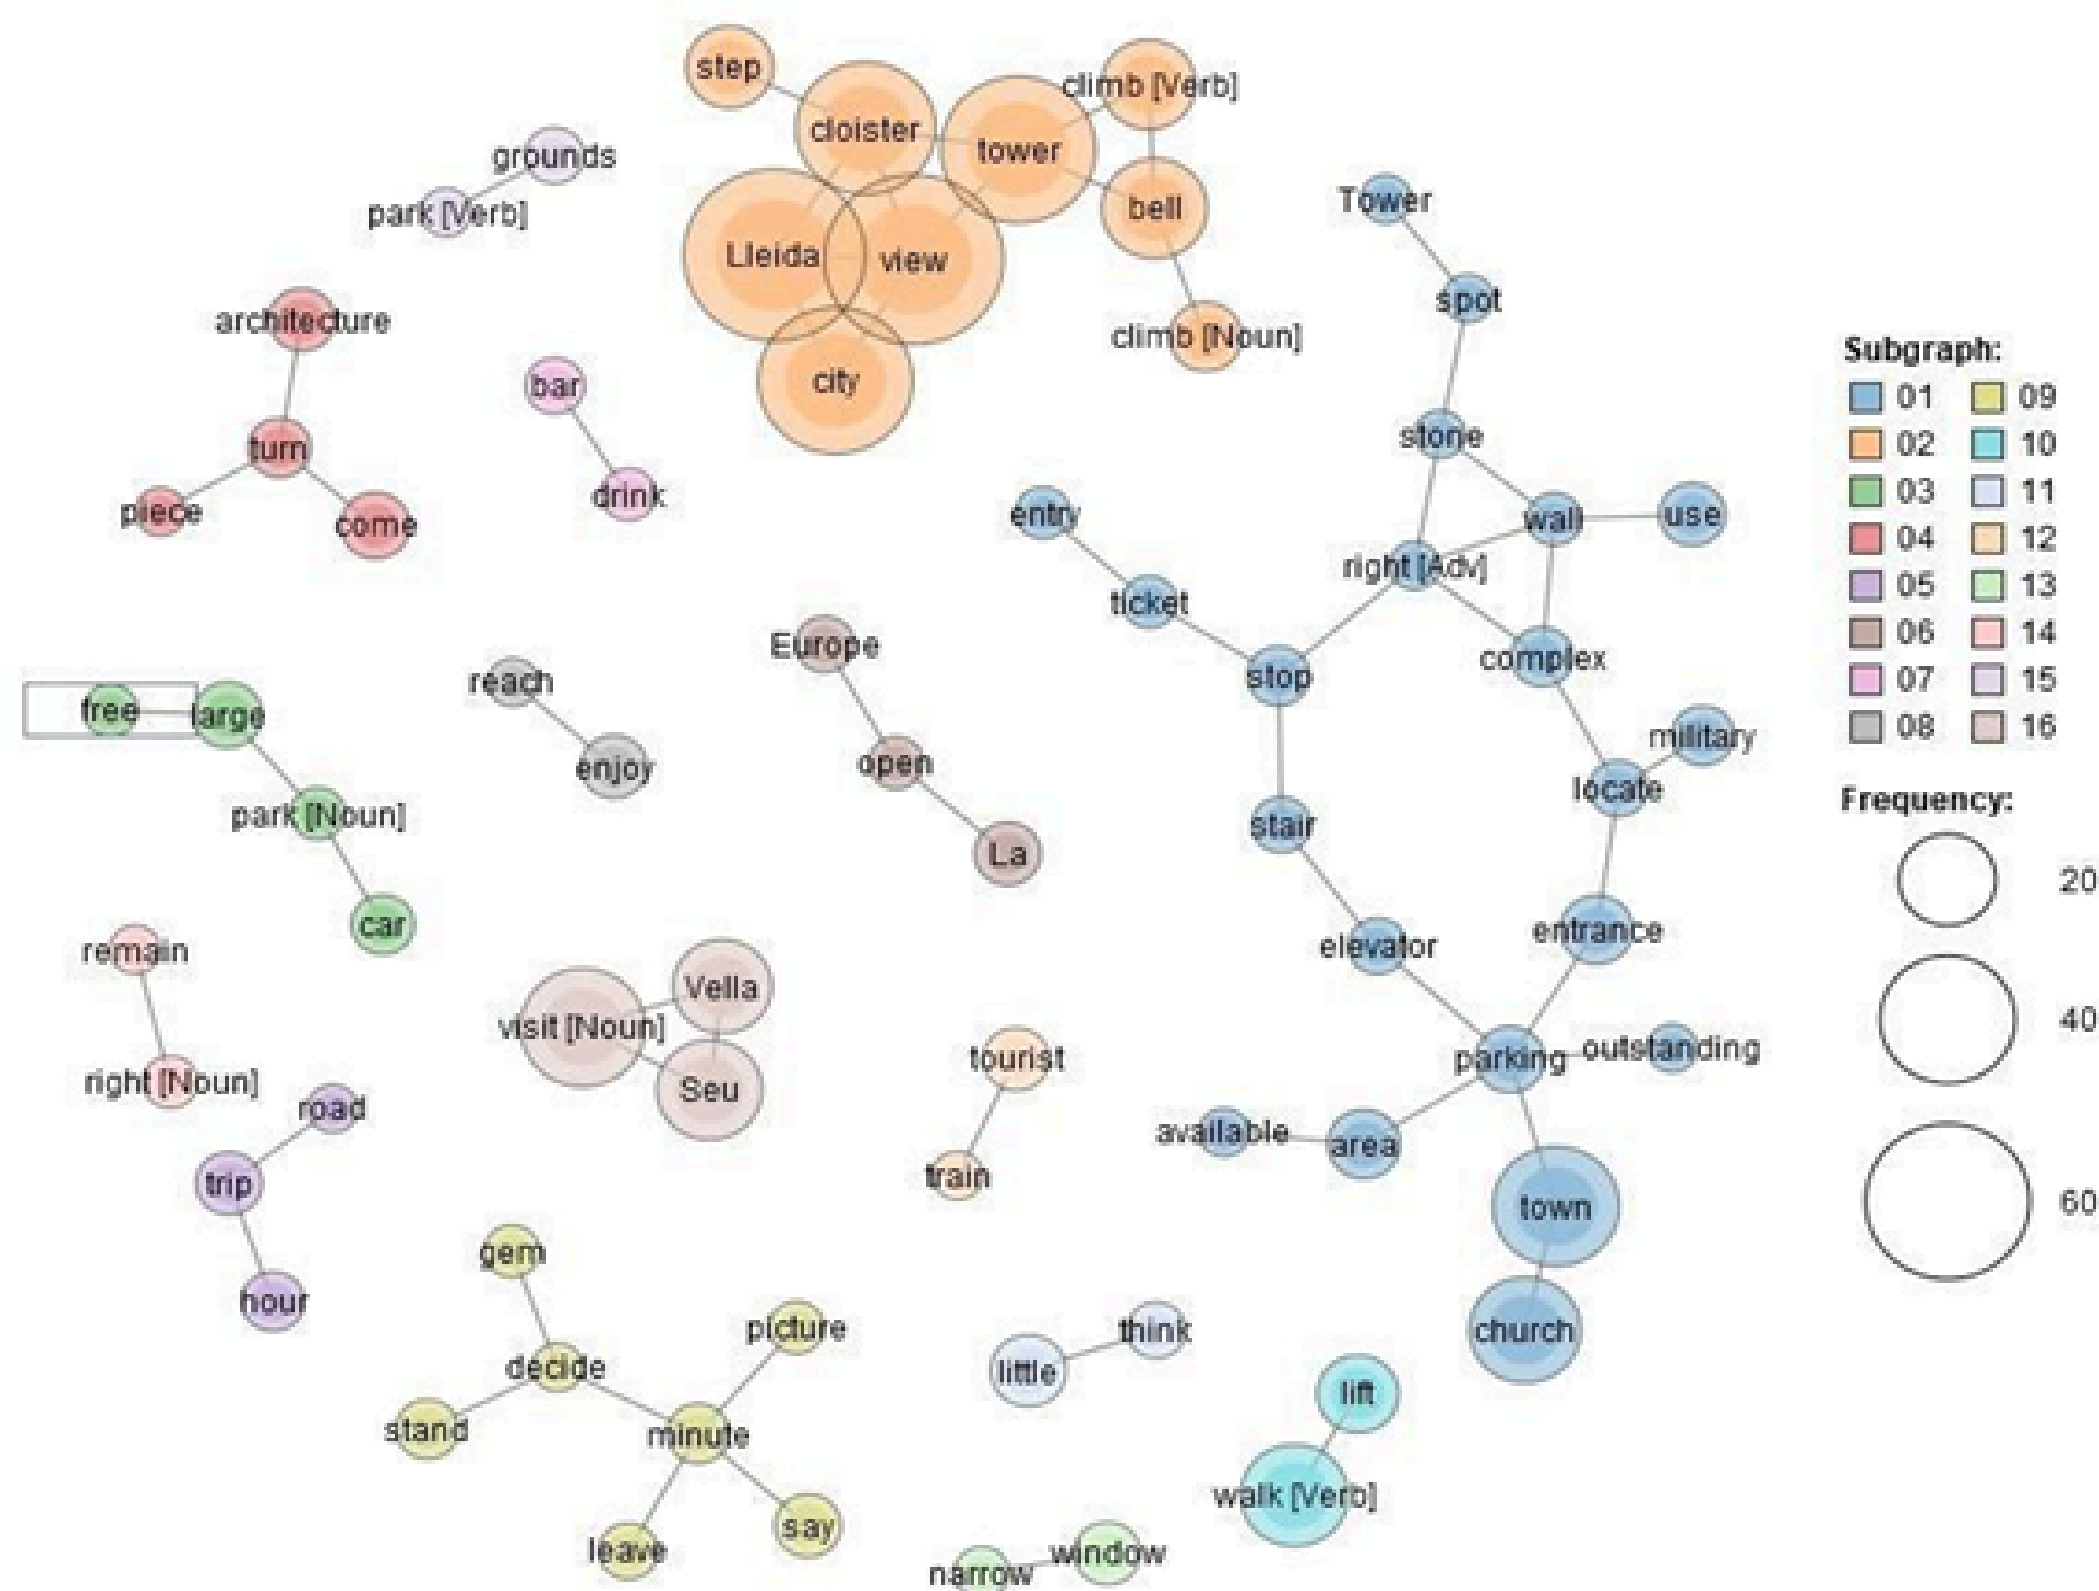 step
climb [Verb]
cloister
tower
grounds
park [Verb]
bell
Tower
Lleida
view
spot
architecture
climb [Noun]
bar
city
turn
stone
piece
come
drink
entry
wall
use
right [Adv]
ticket
Europe
complex
reach
stop
free
large
enjoy
open
military
locate
park [Noun]
stair
La
car
entrance
remain
elevator
Vella
visit [Noun]
tourist
parking
outstanding
right [Noun]
Seu
road
available
area
trip
train
town
gem
hour
picture
think
church
decide
little
lift
stand
minute
walk [Verb]
say
leave
window
narrow
Subgraph:
01 09
02 10
03 11
04 12
05 13
06 14
07 15
08 16
Frequency:
20
40
60